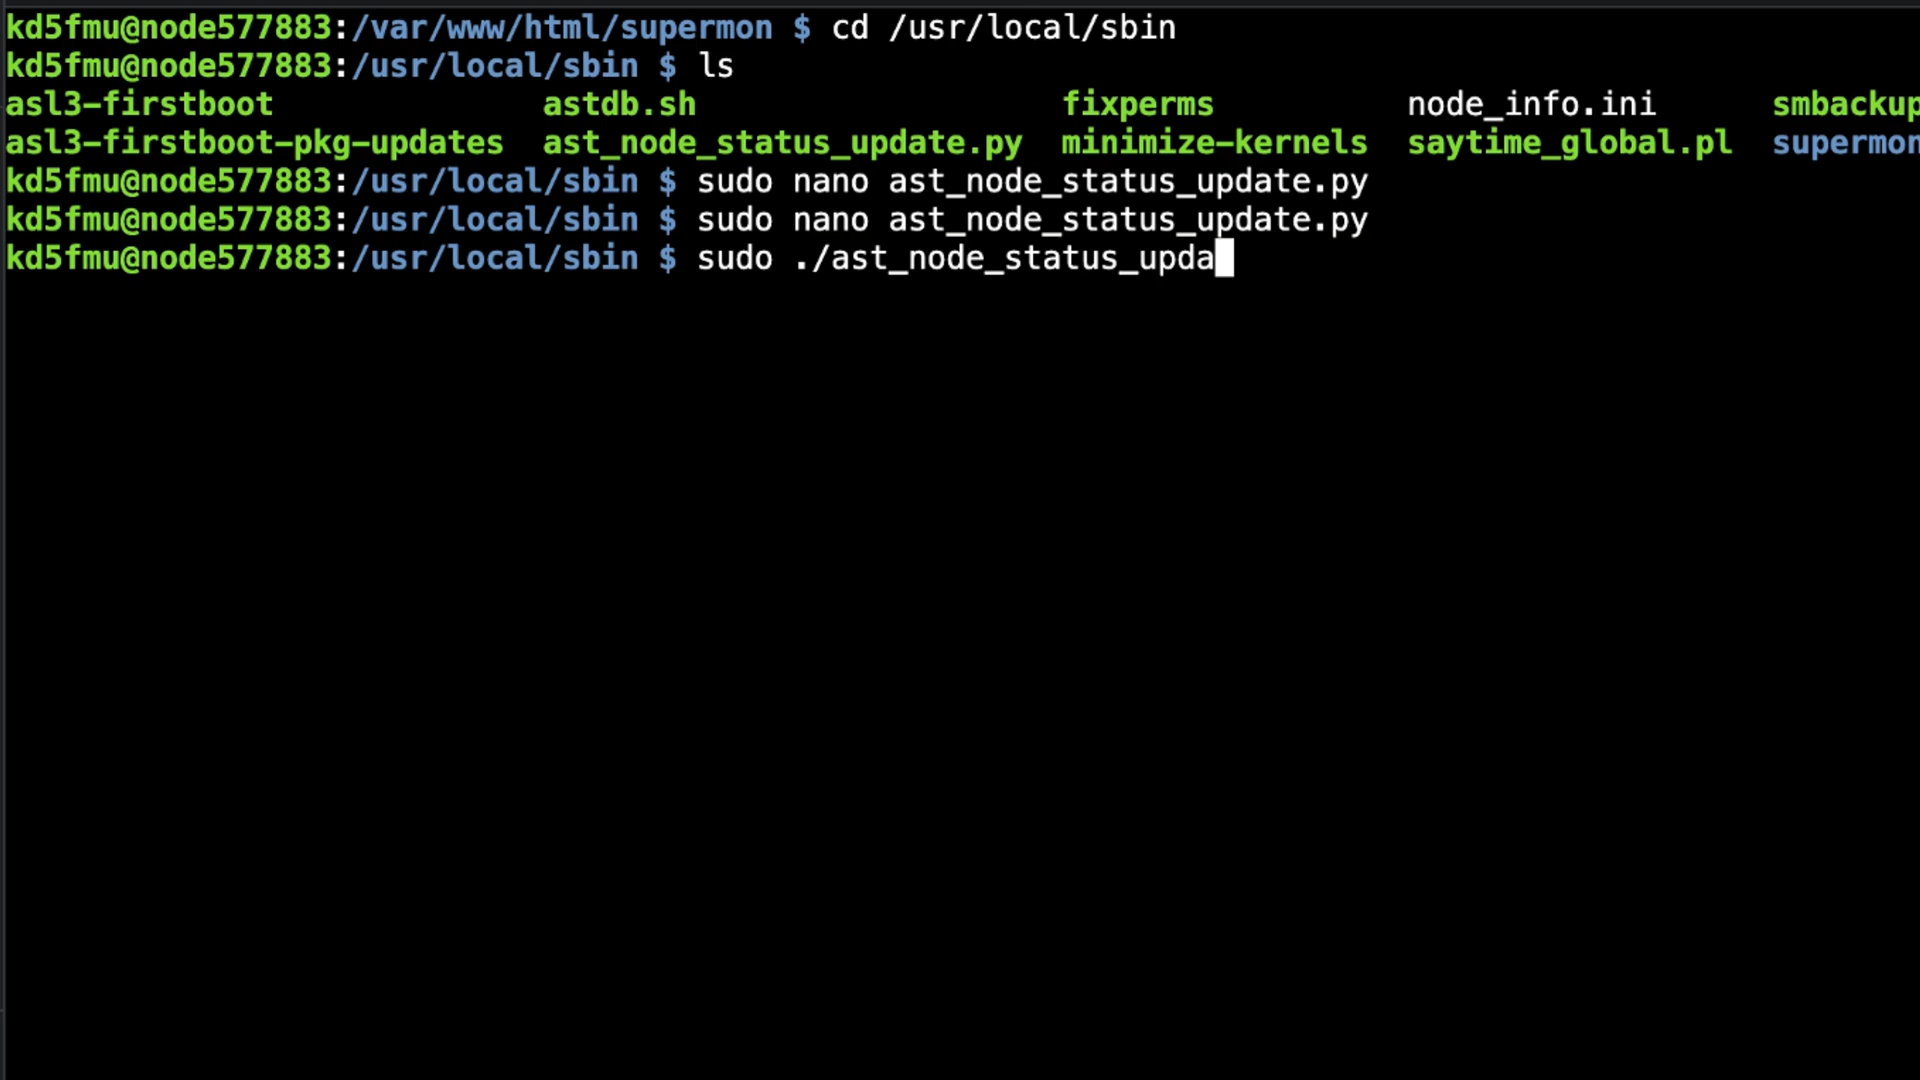 kd5fmu@node577883:/var/www/html/supermon $ cd /usr/local/sbin
kd5fmu@node577883:/usr/local/sbin $ ls
asl3-firstboot astdb.sh fixperms node_info.ini smbackup
asl3-firstboot-pkg-updates ast_node_status_update.py minimize-kernels saytime_global.pl supermon
kd5fmu@node577883:/usr/local/sbin $ sudo nano ast_node_status_update.py
kd5fmu@node577883:/usr/local/sbin $ sudo nano ast_node_status_update.py
kd5fmu@node577883:/usr/local/sbin $ sudo ./ast_node_status_upda